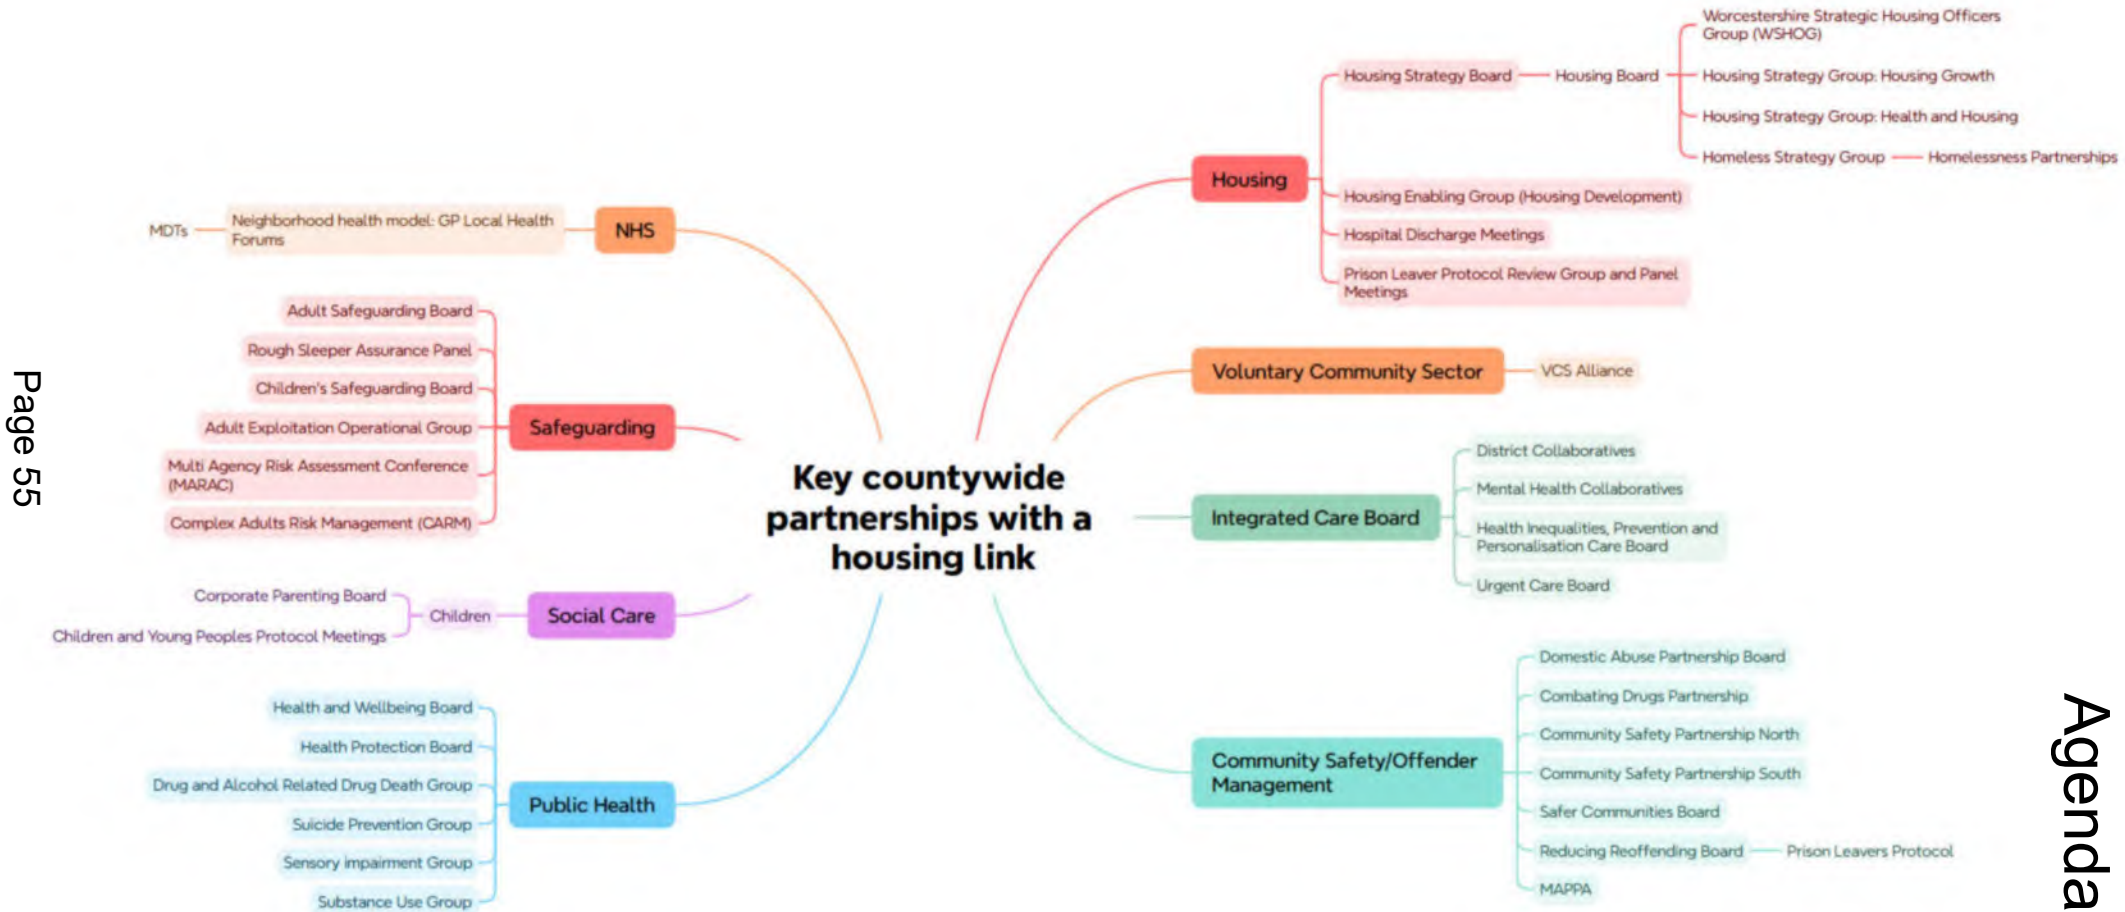 Key countywide
partnerships with a
housing link
Housing
Housing Strategy Board
Housing Board
Worcestershire Strategic Housing Officers
Group (WSHOG)
Housing Strategy Group: Housing Growth
Housing Strategy Group: Health and Housing
Homeless Strategy Group
Homelessness Partnerships
Housing Enabling Group (Housing Development)
Hospital Discharge Meetings
Prison Leaver Protocol Review Group and Panel
Meetings
Voluntary Community Sector
VCS Alliance
Integrated Care Board
District Collaboratives
Mental Health Collaboratives
Health Inequalities, Prevention and
Personalisation Care Board
Urgent Care Board
Community Safety/Offender
Management
Domestic Abuse Partnership Board
Combating Drugs Partnership
Community Safety Partnership North
Community Safety Partnership South
Safer Communities Board
Reducing Reoffending Board
Prison Leavers Protocol
MAPPA
NHS
Neighborhood health model: GP Local Health
Forums
MDTs
Safeguarding
Adult Safeguarding Board
Rough Sleeper Assurance Panel
Children's Safeguarding Board
Adult Exploitation Operational Group
Multi Agency Risk Assessment Conference
(MARAC)
Complex Adults Risk Management (CARM)
Social Care
Children
Corporate Parenting Board
Children and Young Peoples Protocol Meetings
Public Health
Health and Wellbeing Board
Health Protection Board
Drug and Alcohol Related Drug Death Group
Suicide Prevention Group
Sensory impairment Group
Substance Use Group
Page 55
Agenda